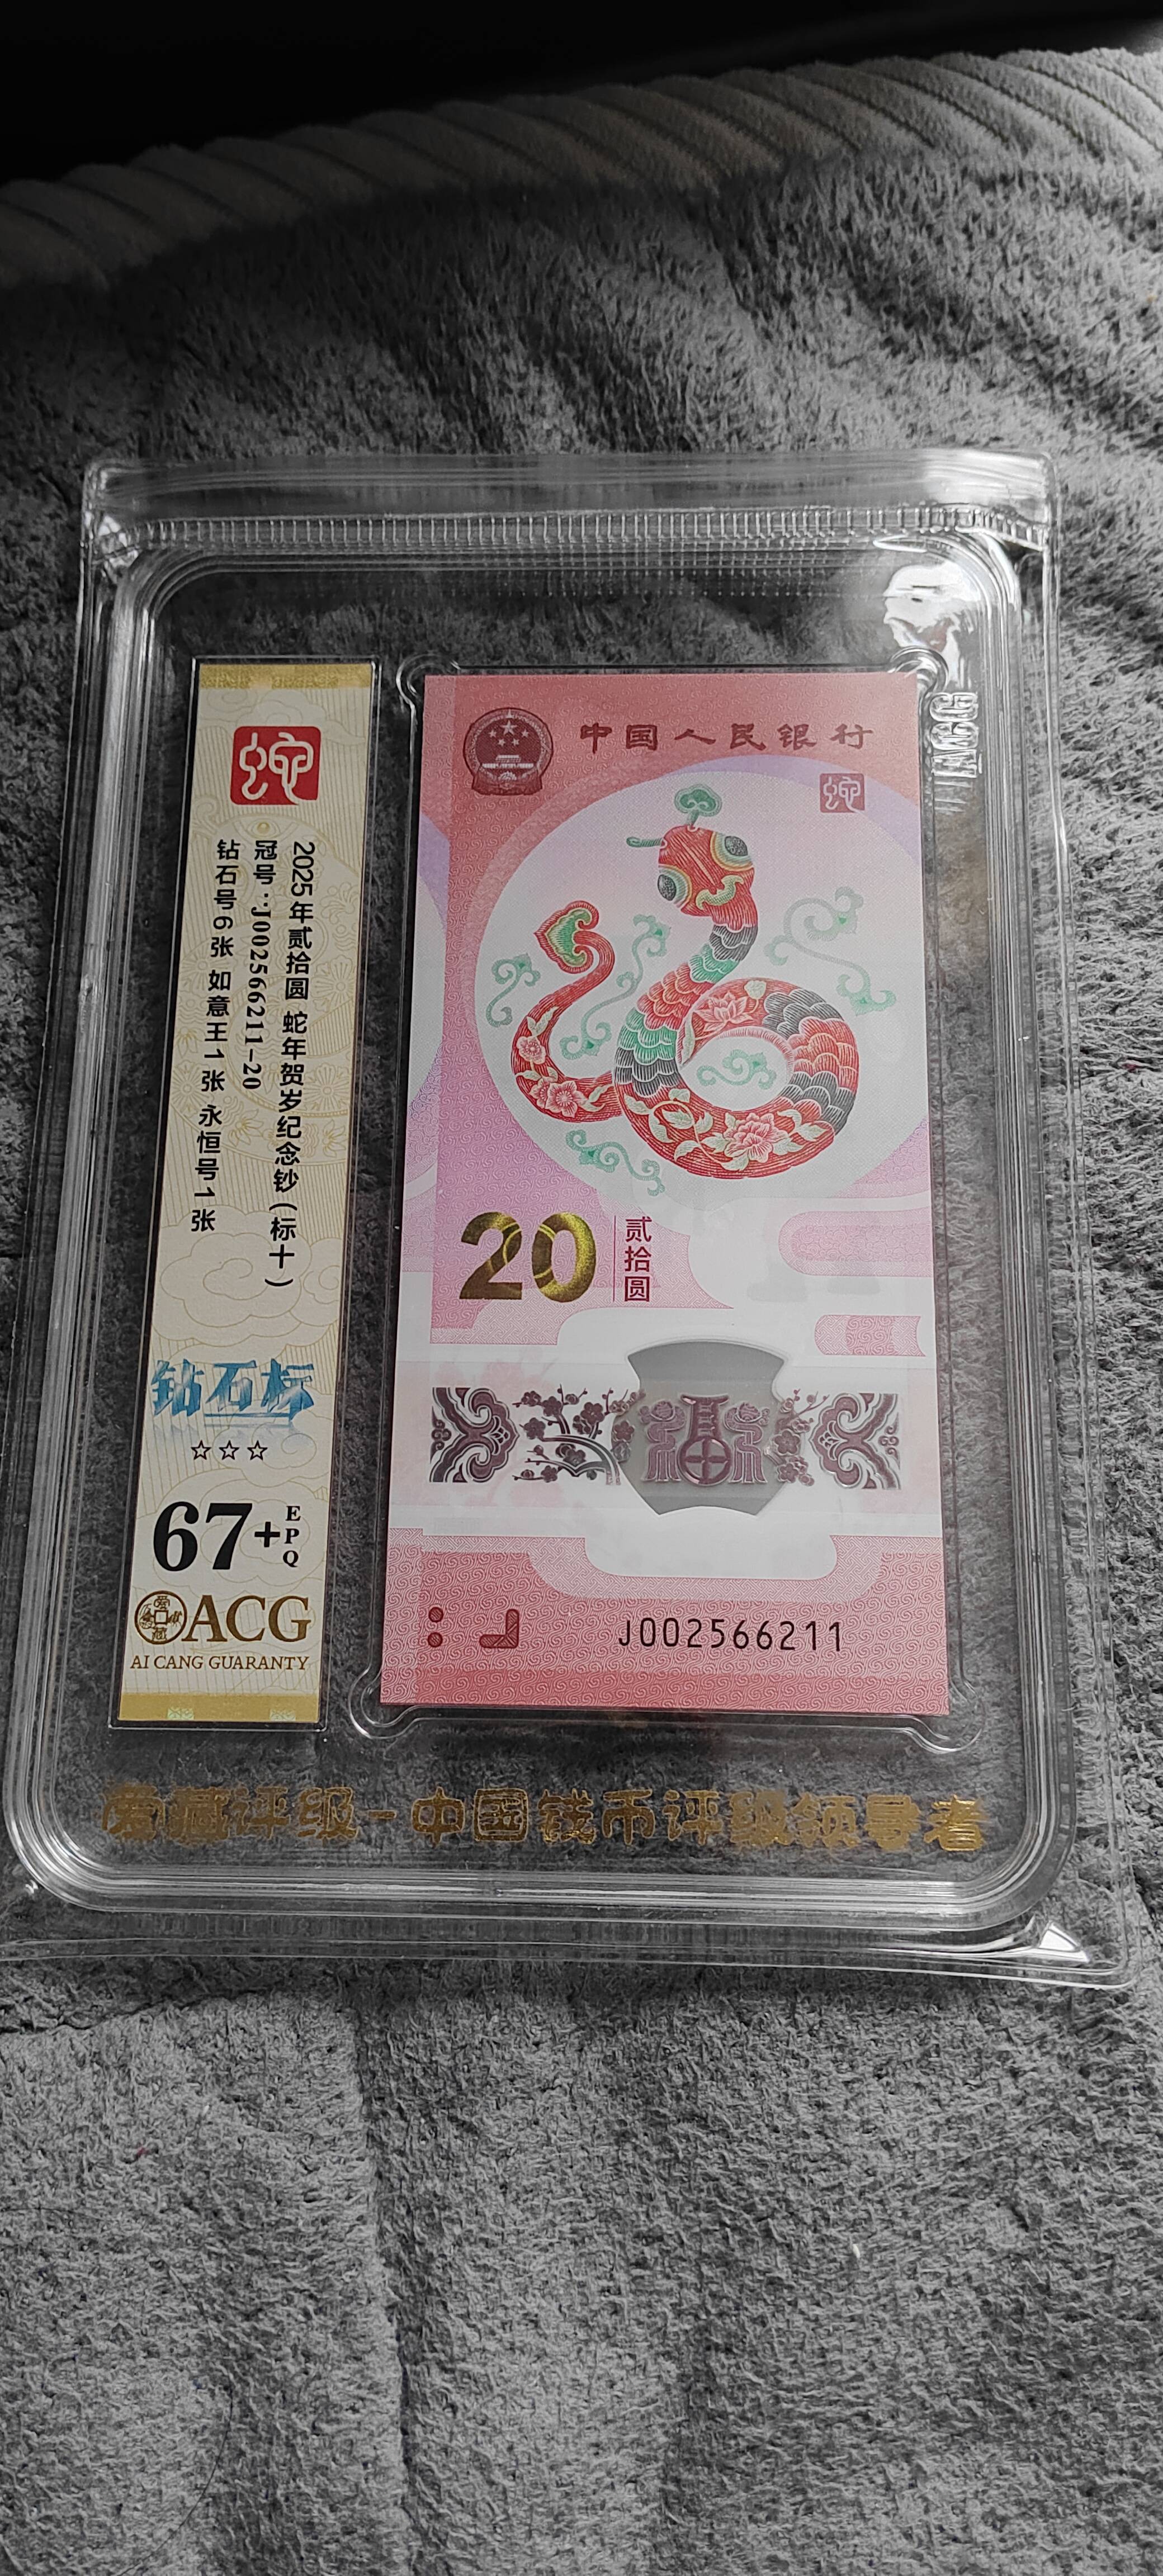 蛇
2025年贰拾圆 蛇年贺岁纪念钞(标十)
冠号:J002566211-20
钻石号6张 如意王1张 永恒号1张
钻石标
☆☆☆
67+EPQ
ACG
AI CANG GUARANTY
中国人民银行
蛇
20
贰拾圆
J002566211
ACG
爱藏评级-中国钱币评级领导者